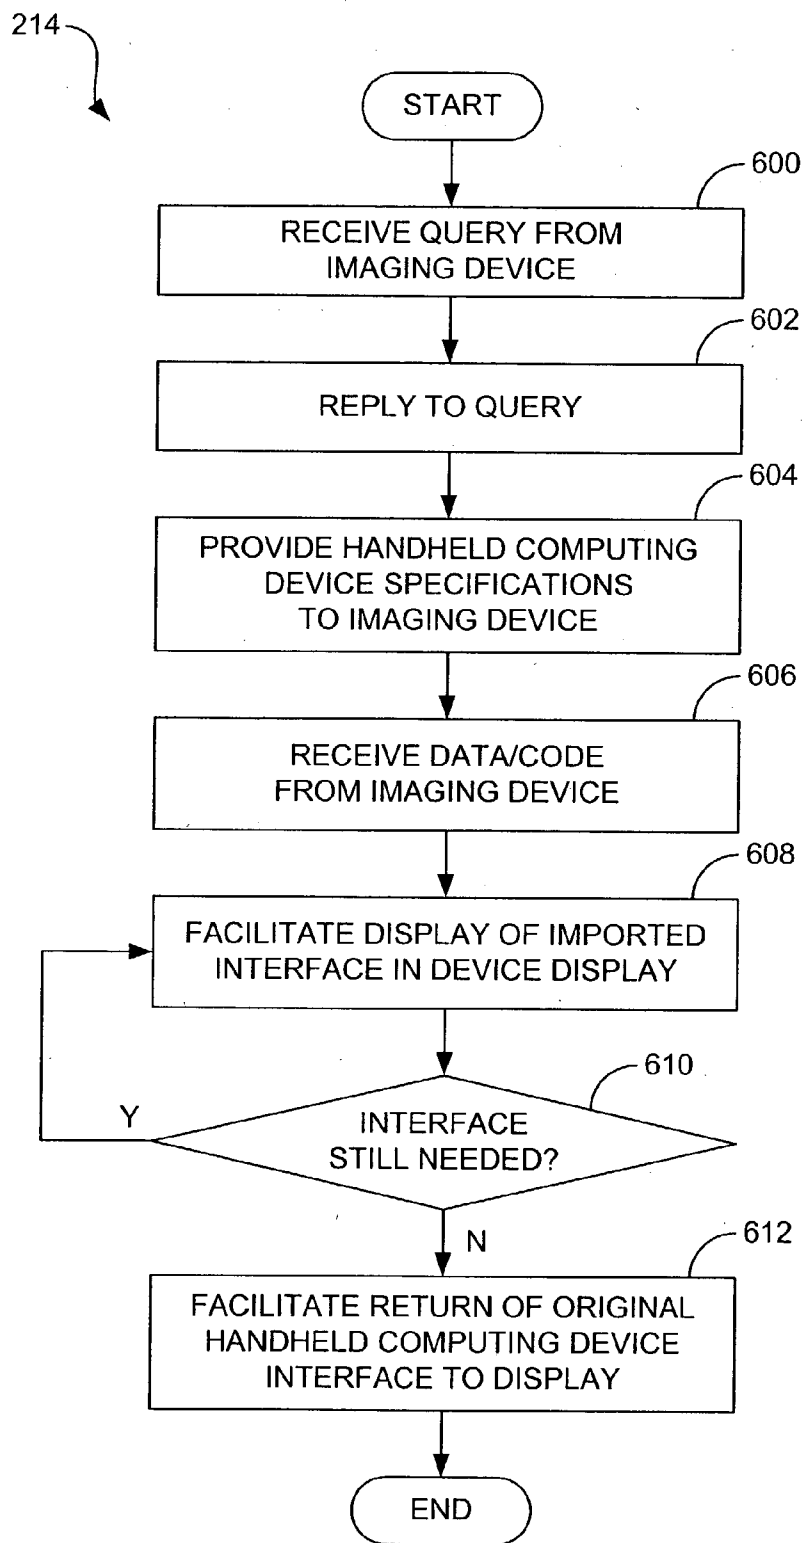 214
START
600
RECEIVE QUERY FROM
IMAGING DEVICE
602
REPLY TO QUERY
604
PROVIDE HANDHELD COMPUTING
DEVICE SPECIFICATIONS
TO IMAGING DEVICE
606
RECEIVE DATA/CODE
FROM IMAGING DEVICE
608
FACILITATE DISPLAY OF IMPORTED
INTERFACE IN DEVICE DISPLAY
610
Y
INTERFACE
STILL NEEDED?
N
612
FACILITATE RETURN OF ORIGINAL
HANDHELD COMPUTING DEVICE
INTERFACE TO DISPLAY
END